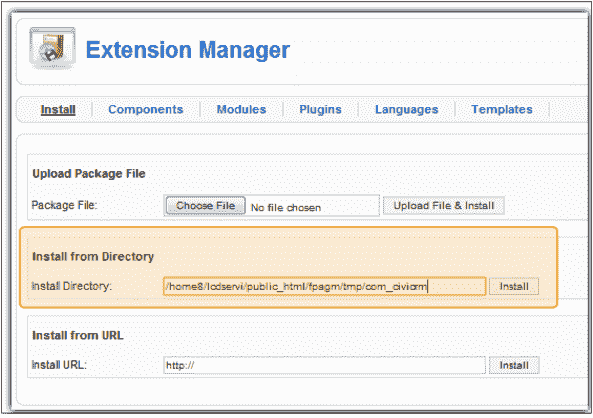 Extension Manager
Install Components Modules Plugins Languages Templates
Upload Package File
Package File: Choose File No file chosen Upload File & Install
Install from Directory
Install Directory: /home8/lcdservi/public_html/fpagm/tmp/com_civicrm Install
Install from URL
Install URL: http:// Install